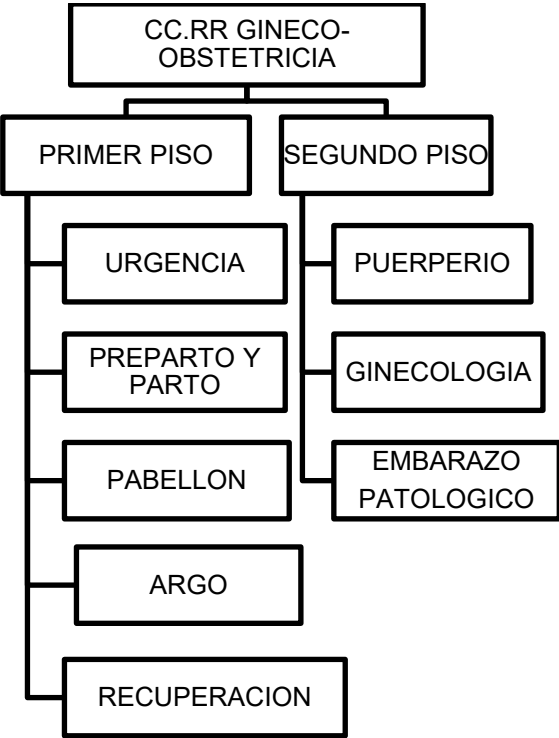 CC.RR GINECO-
OBSTETRICIA
PRIMER PISO
SEGUNDO PISO
URGENCIA
PREPARTO Y
PARTO
PABELLON
ARGO
RECUPERACION
PUERPERIO
GINECOLOGIA
EMBARAZO
PATOLOGICO